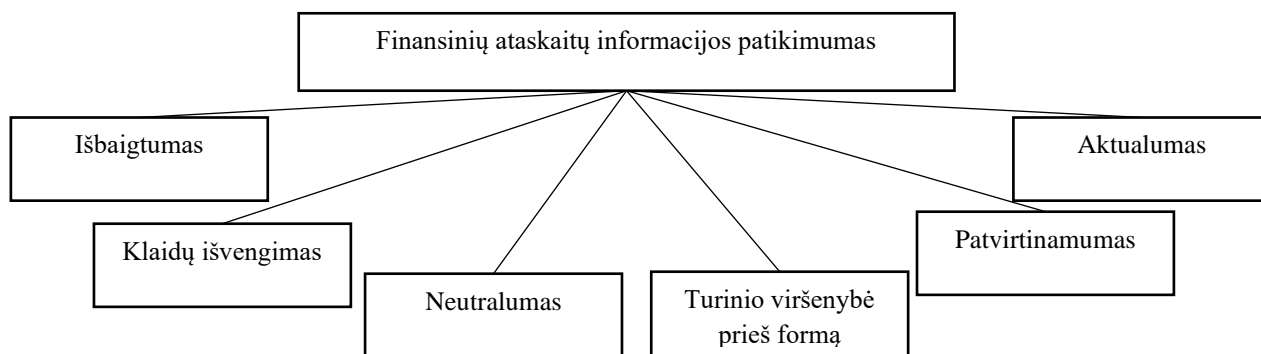 Finansinių ataskaitų informacijos patikimumas
Išbaigtumas
Aktualumas
Klaidų išvengimas
Patvirtinamumas
Neutralumas
Turinio viršenybė
prieš formą